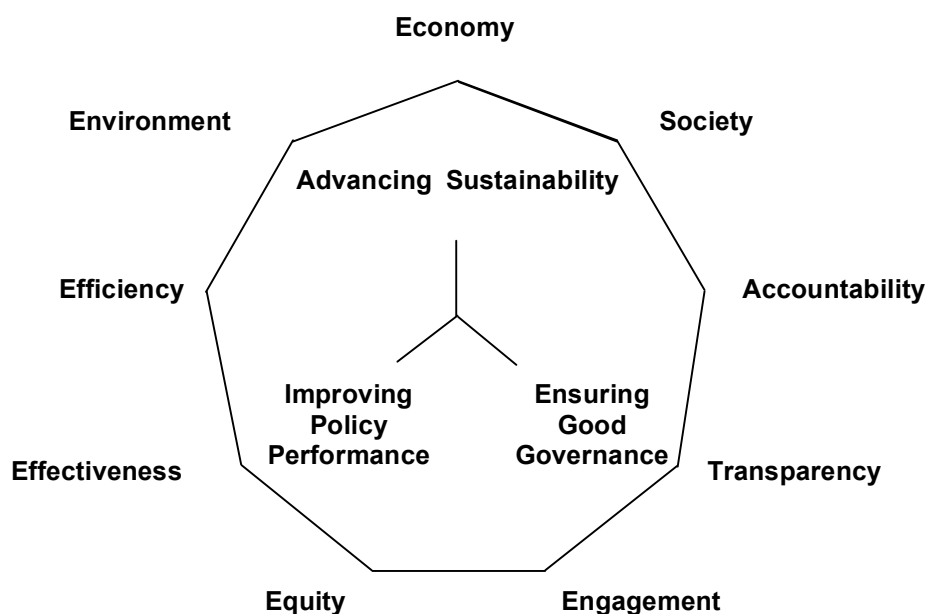 Economy
Environment
Society
Advancing Sustainability
Efficiency
Accountability
Improving
Policy
Performance
Ensuring
Good
Governance
Effectiveness
Transparency
Equity
Engagement